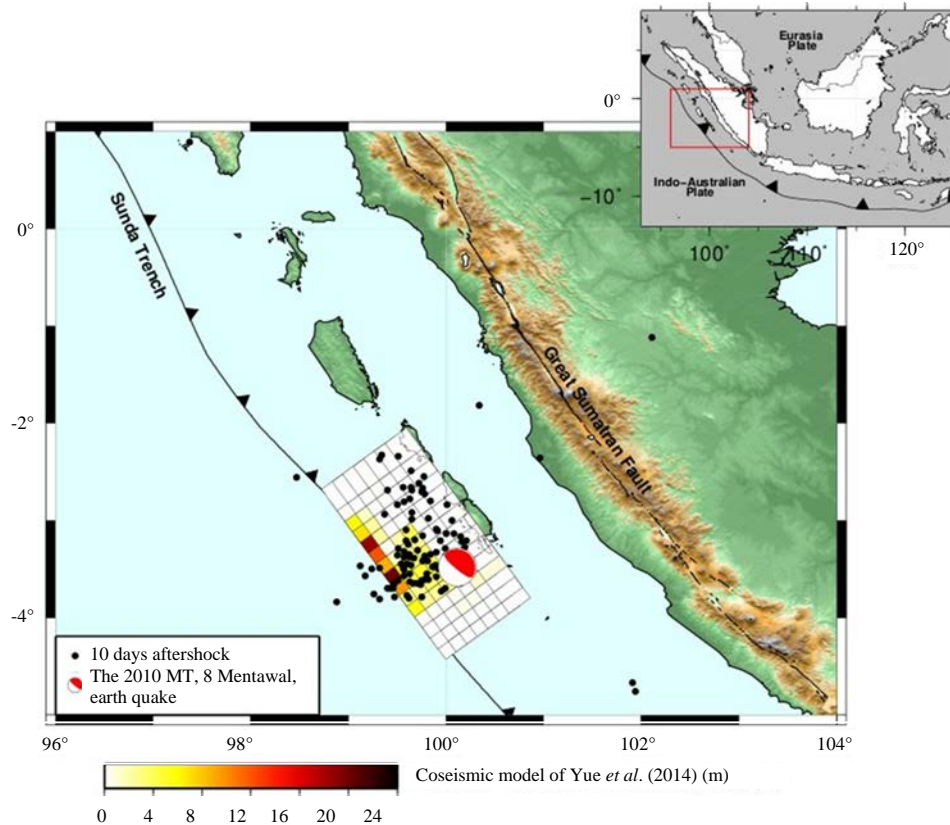 Eurasia
Plate
0°
Indo-Australian
Plate
-10°
100°
110°
120°
Sunda Trench
Great Sumatran Fault
0°
-2°
-4°
10 days aftershock
The 2010 MT, 8 Mentawal,
earth quake
96°
98°
100°
102°
104°
Coseismic model of Yue et al. (2014) (m)
0 4 8 12 16 20 24